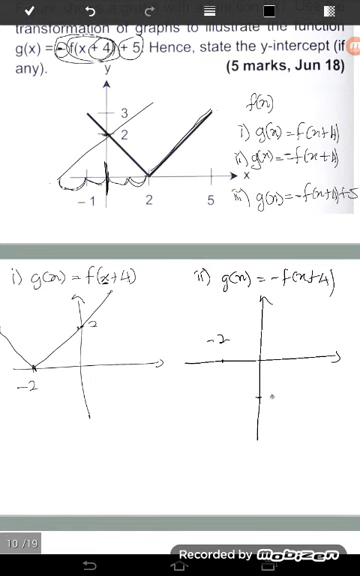 transformation of graphs to illustrate the function
g(x) = - f(x + 4) + 5) Hence, state the y-intercept (if
any). (5 marks, Jun 18)
y
3
2
-1 2 5 x
f(x)
i) g(x) = f(x+4)
ii) g(x) = -f(x+4)
iii) g(x) = -f(x+4)+5
i) g(x) = f(x+4)
2
-2
ii) g(x) = -f(x+4)
-2
10 /19
Recorded by Mobizen